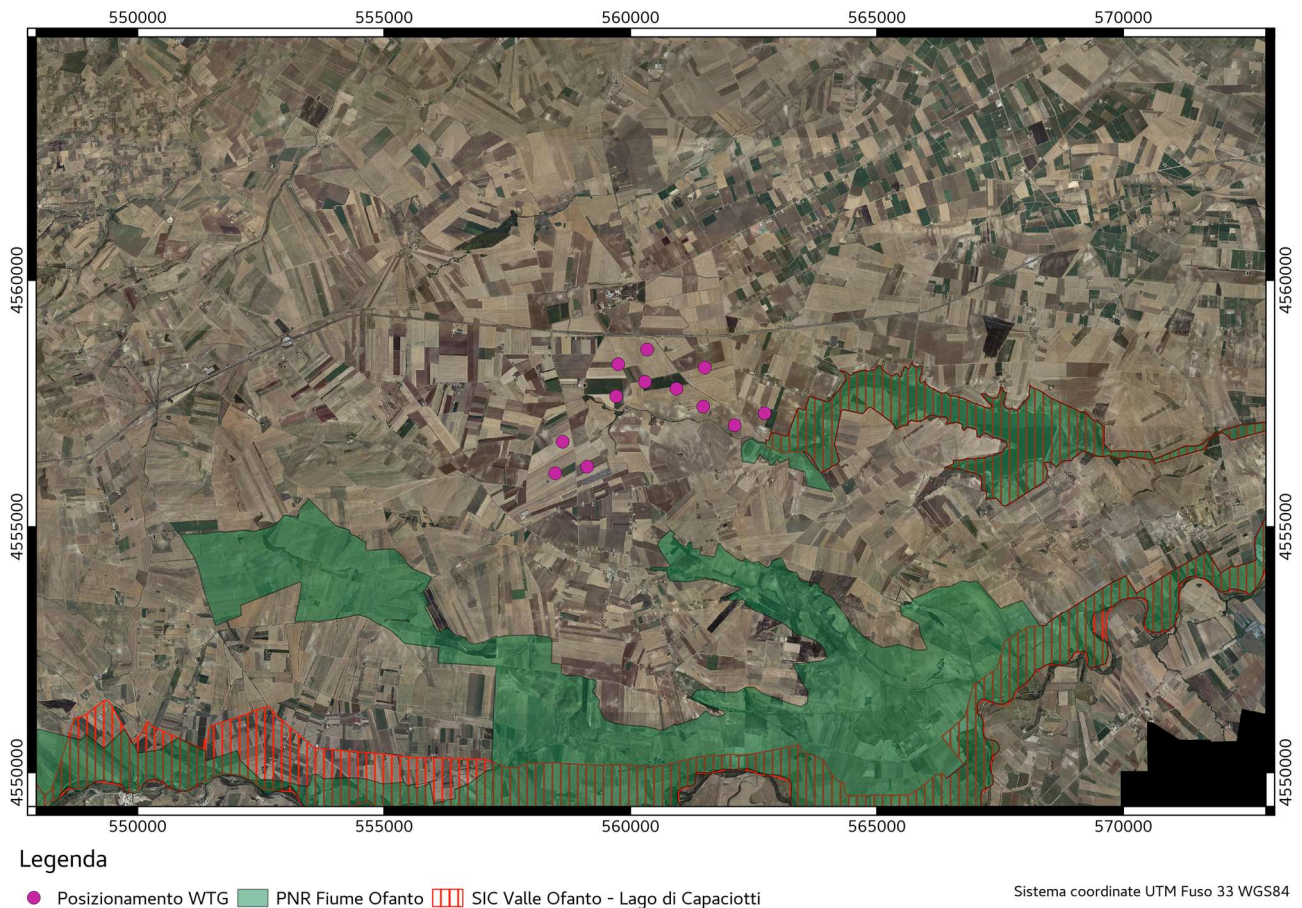 550000 555000 560000 565000 570000
4560000 4560000
4555000 4555000
4550000 4550000
550000 555000 560000 565000 570000
Legenda
Posizionamento WTG PNR Fiume Ofanto SIC Valle Ofanto - Lago di Capaciotti
Sistema coordinate UTM Fuso 33 WGS84